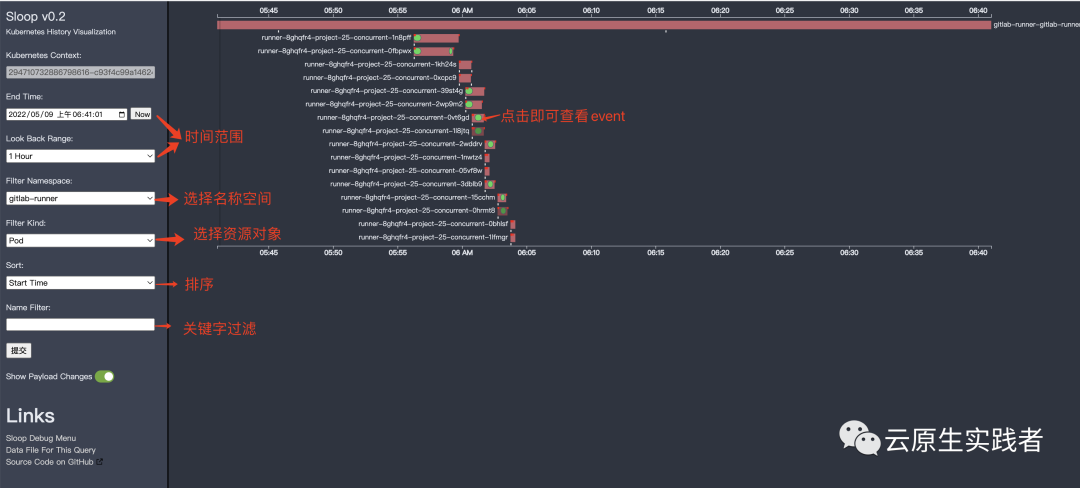 Sloop v0.2
Kubernetes History Visualization
Kubernetes Context:
294710732886798616-c93f4c99a1462
End Time:
2022/05/09 上午06:41:01
Now
时间范围
Look Back Range:
1 Hour
Filter Namespace:
gitlab-runner
选择名称空间
Filter Kind:
Pod
选择资源对象
Sort:
Start Time
排序
Name Filter:
关键字过滤
提交
Show Payload Changes
Links
Sloop Debug Menu
Data File For This Query
Source Code on GitHub
05:45 05:50 05:55 06 AM 06:05 06:10 06:15 06:20 06:25 06:30 06:35 06:40
gitlab-runner-gitlab-runne
runner-8ghqfr4-project-25-concurrent-1n8pff
runner-8ghqfr4-project-25-concurrent-0fbpwx
runner-8ghqfr4-project-25-concurrent-1kh24s
runner-8ghqfr4-project-25-concurrent-0xcpc9
runner-8ghqfr4-project-25-concurrent-39st4g
runner-8ghqfr4-project-25-concurrent-2wp9m2
runner-8ghqfr4-project-25-concurrent-0vt6gd
点击即可查看event
runner-8ghqfr4-project-25-concurrent-1l8jtq
runner-8ghqfr4-project-25-concurrent-2wddrv
runner-8ghqfr4-project-25-concurrent-1nwtz4
runner-8ghqfr4-project-25-concurrent-05vf8w
runner-8ghqfr4-project-25-concurrent-3dblb9
runner-8ghqfr4-project-25-concurrent-15cchm
runner-8ghqfr4-project-25-concurrent-0hrmt8
runner-8ghqfr4-project-25-concurrent-0bhlsf
runner-8ghqfr4-project-25-concurrent-1lfmgr
05:45 05:50 05:55 06 AM 06:05 06:10 06:15 06:20 06:25 06:30 06:35 06:40
云原生实践者